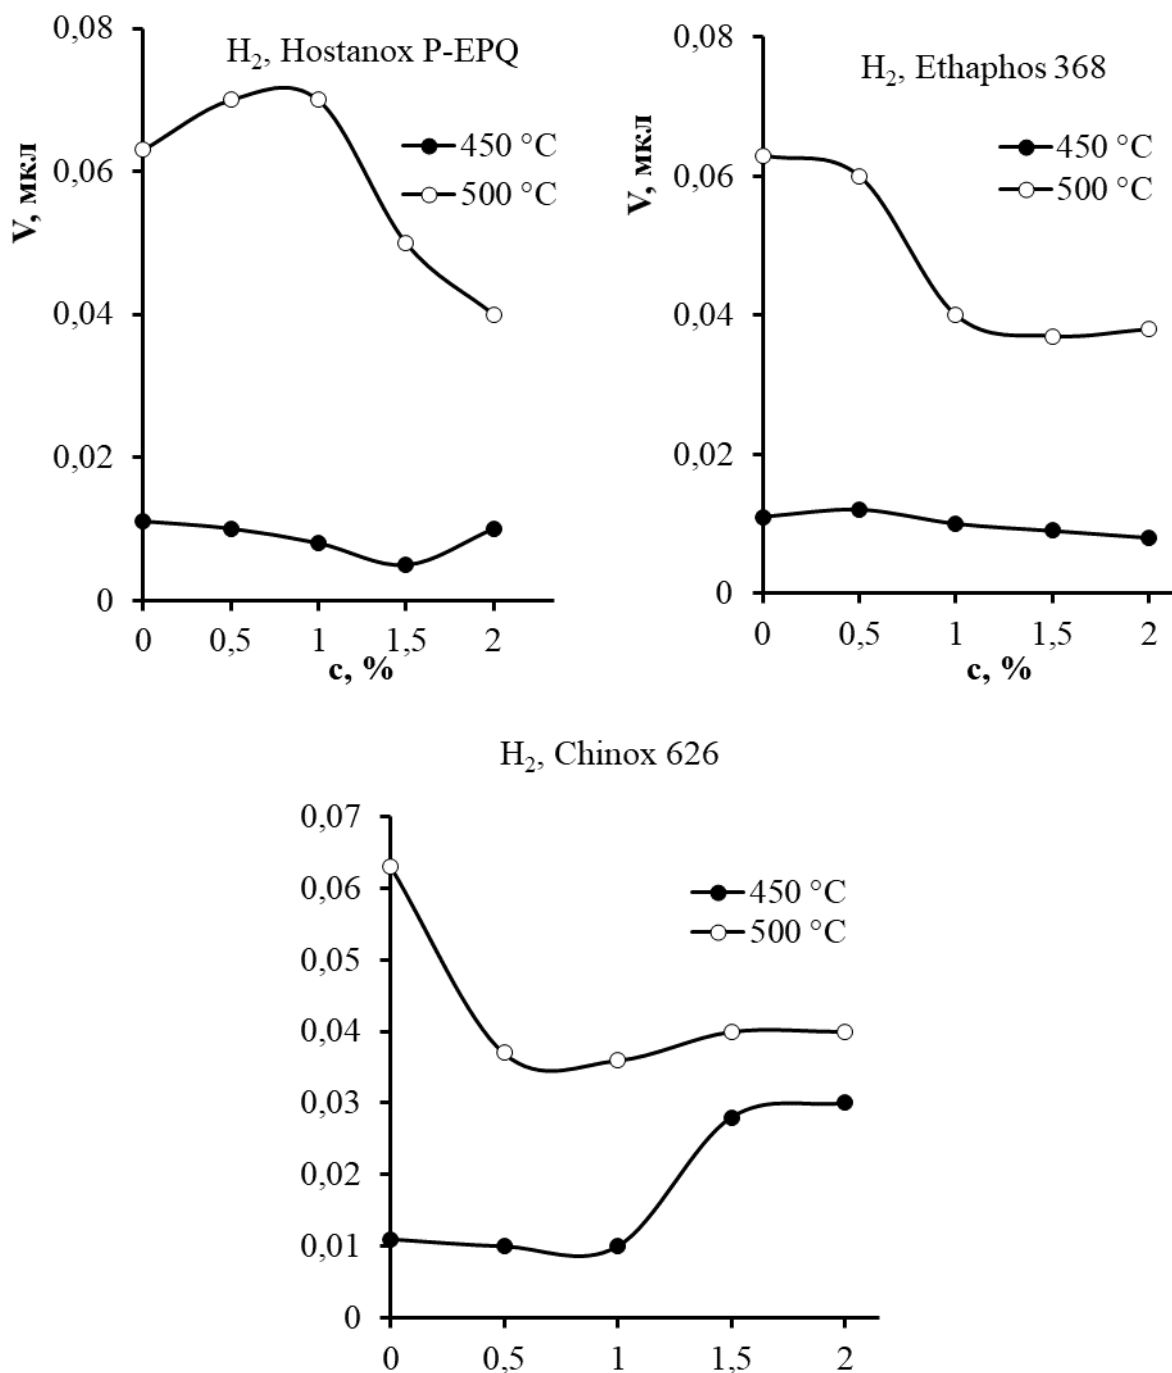 H₂, Hostanox P-EPQ
V, мкл
0,08
0,06
0,04
0,02
0
450 °C
500 °C
0 0,5 1 1,5 2
c, %
H₂, Ethaphos 368
V, мкл
0,08
0,06
0,04
0,02
0
450 °C
500 °C
0 0,5 1 1,5 2
c, %
H₂, Chinox 626
0,07
0,06
0,05
0,04
0,03
0,02
0,01
0
450 °C
500 °C
0 0,5 1 1,5 2